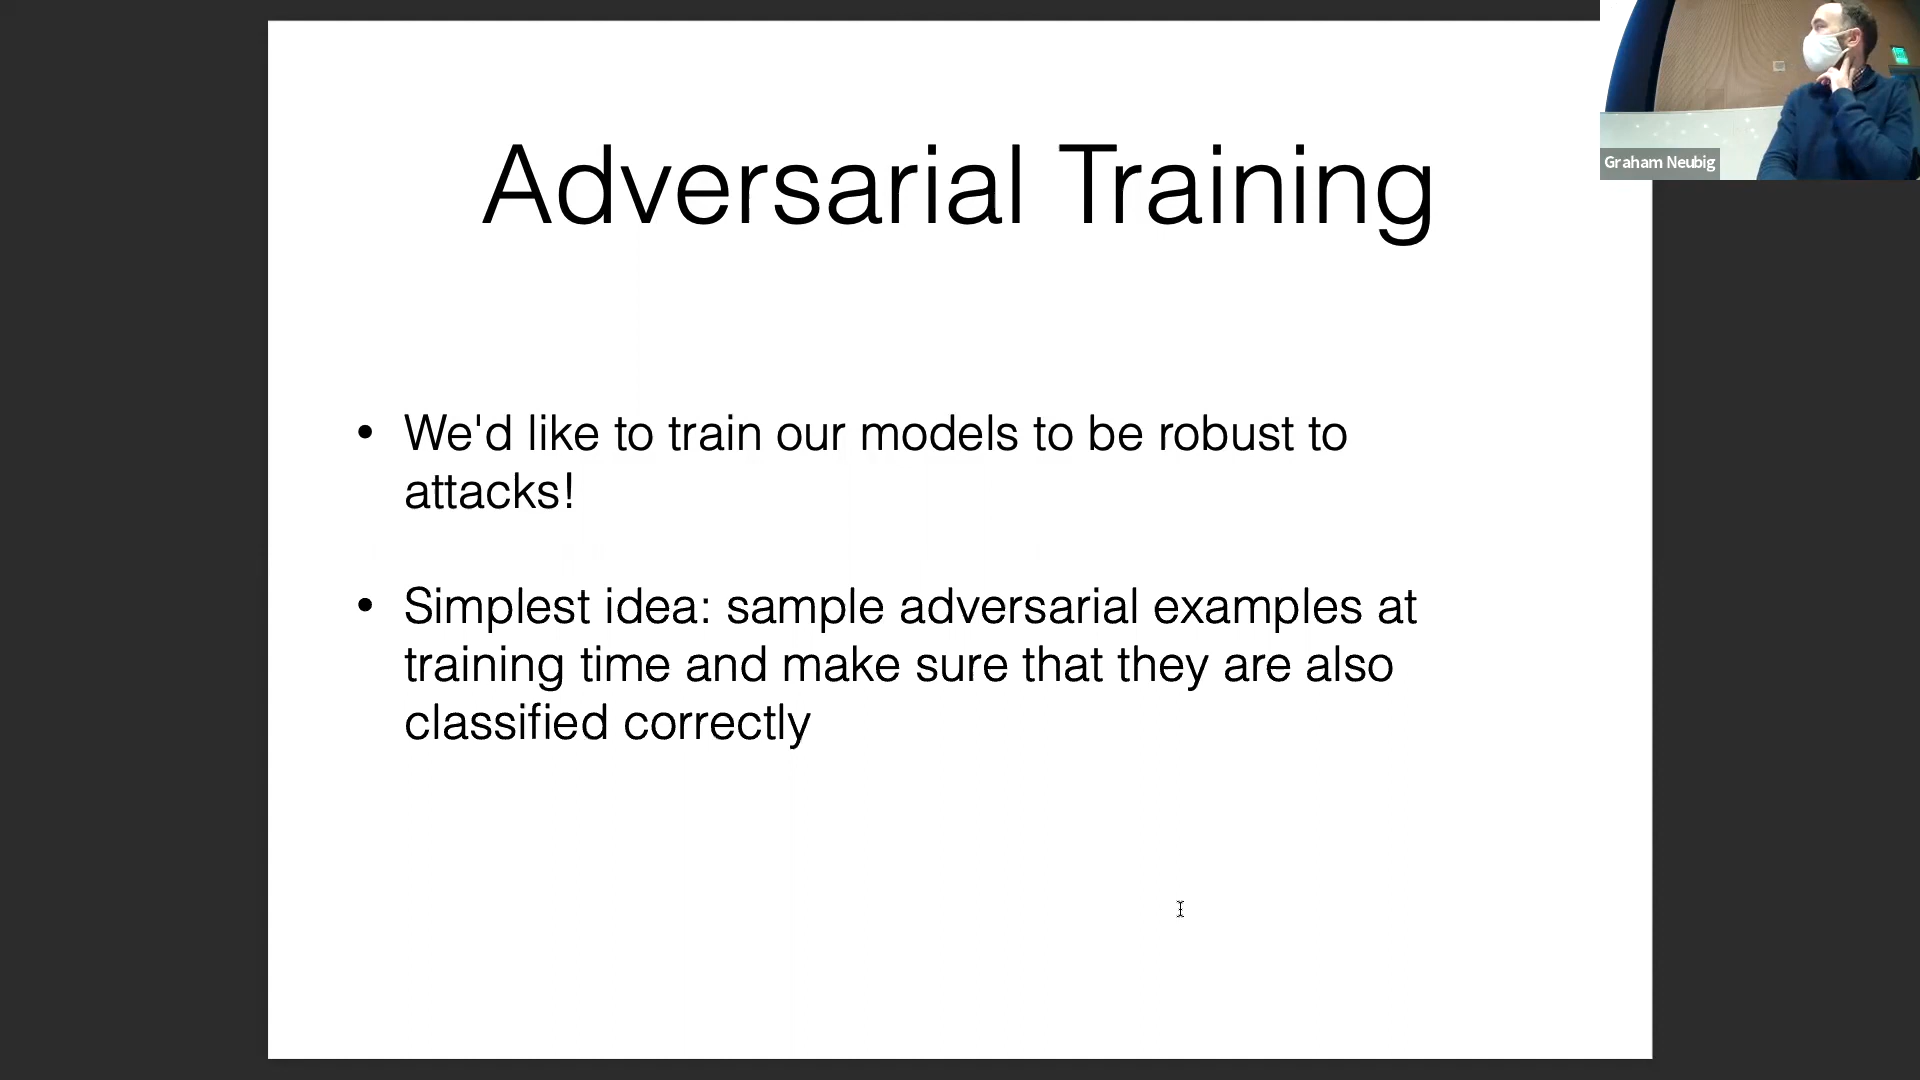 Adversarial Training
We'd like to train our models to be robust to
attacks!
Simplest idea: sample adversarial examples at
training time and make sure that they are also
classified correctly
Graham Neubig